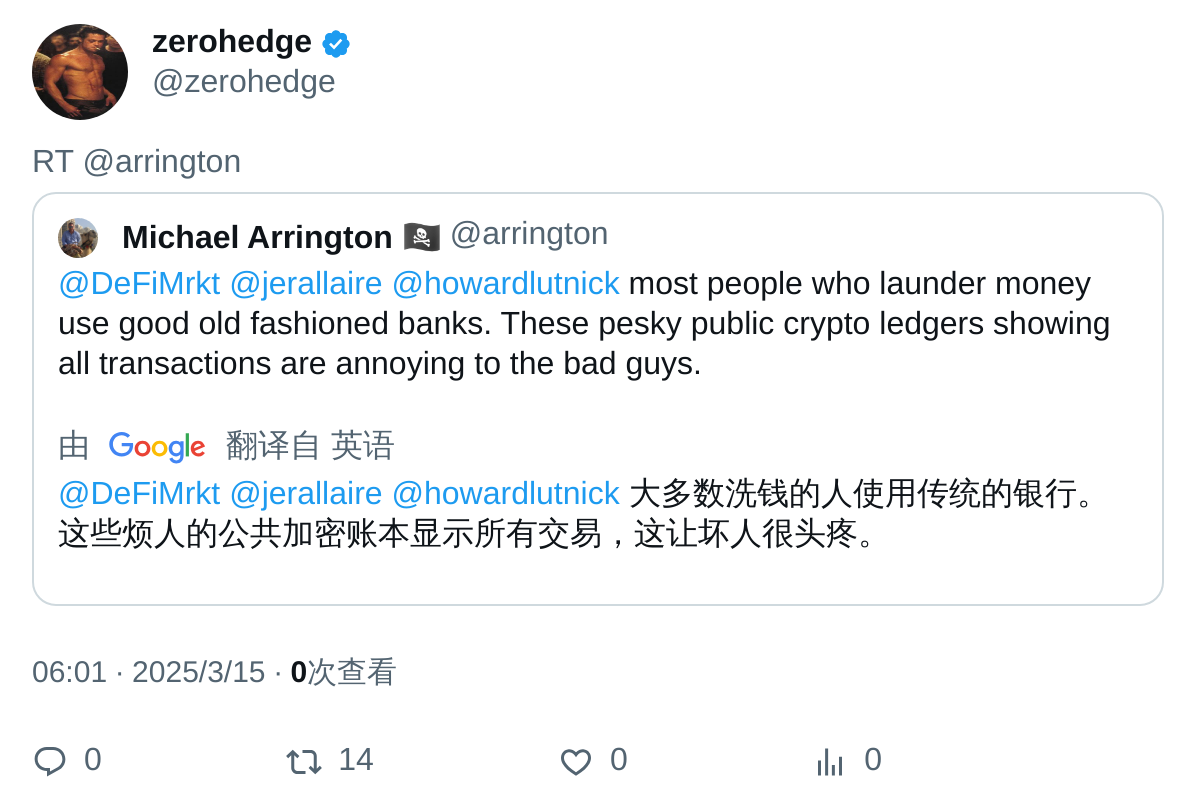 zerohedge
@zerohedge
RT @arrington
Michael Arrington 🏴‍☠️ @arrington
@DeFiMrkt @jerallaire @howardlutnick most people who launder money
use good old fashioned banks. These pesky public crypto ledgers showing
all transactions are annoying to the bad guys.
由 Google 翻译自 英语
@DeFiMrkt @jerallaire @howardlutnick 大多数洗钱的人使用传统的银行。
这些烦人的公共加密账本显示所有交易，这让坏人很头疼。
06:01 · 2025/3/15 · 0次查看
0 14 0 0